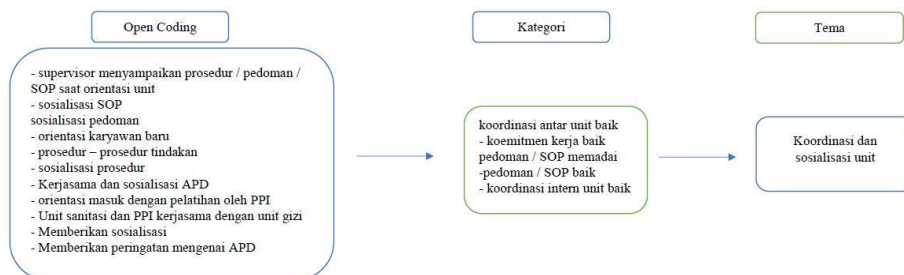 Open Coding
Kategori
Tema
- supervisor menyampaikan prosedur / pedoman /
SOP saat orientasi unit
- sosialisasi SOP
sosialisasi pedoman
- orientasi karyawan baru
- prosedur – prosedur tindakan
- sosialisasi prosedur
- Kerjasama dan sosialisasi APD
- orientasi masuk dengan pelatihan oleh PPI
- Unit sanitasi dan PPI kerjasama dengan unit gizi
- Memberikan sosialisasi
- Memberikan peringatan mengenai APD
koordinasi antar unit baik
- koemitmen kerja baik
pedoman / SOP memadai
-pedoman / SOP baik
- koordinasi intern unit baik
Koordinasi dan
sosialisasi unit